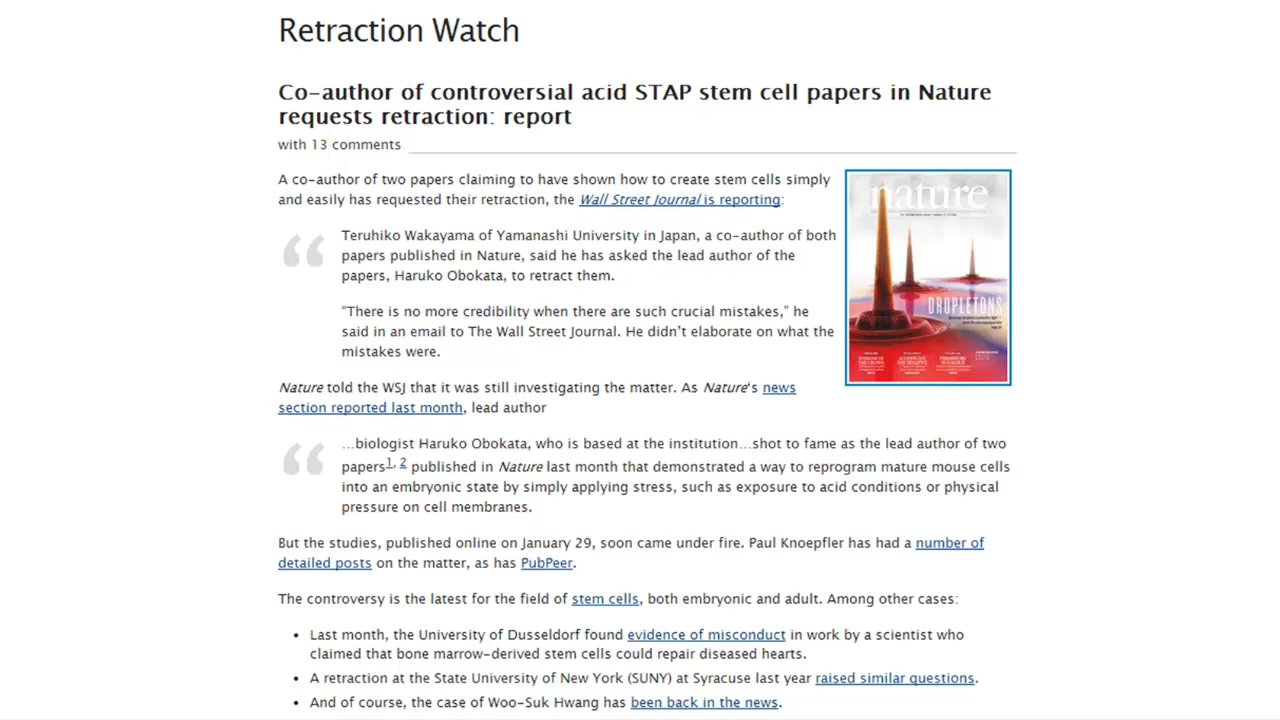 Retraction Watch
Co-author of controversial acid STAP stem cell papers in Nature
requests retraction: report
with 13 comments
A co-author of two papers claiming to have shown how to create stem cells simply
and easily has requested their retraction, the Wall Street Journal is reporting:
nature
DROPLETONS
“
Teruhiko Wakayama of Yamanashi University in Japan, a co-author of both
papers published in Nature, said he has asked the lead author of the
papers, Haruko Obokata, to retract them.
“There is no more credibility when there are such crucial mistakes,” he
said in an email to The Wall Street Journal. He didn’t elaborate on what the
mistakes were.
Nature told the WSJ that it was still investigating the matter. As Nature‘s news
section reported last month, lead author
“
…biologist Haruko Obokata, who is based at the institution…shot to fame as the lead author of two
papers1, 2 published in Nature last month that demonstrated a way to reprogram mature mouse cells
into an embryonic state by simply applying stress, such as exposure to acid conditions or physical
pressure on cell membranes.
But the studies, published online on January 29, soon came under fire. Paul Knoepfler has had a number of
detailed posts on the matter, as has PubPeer.
The controversy is the latest for the field of stem cells, both embryonic and adult. Among other cases:
• Last month, the University of Dusseldorf found evidence of misconduct in work by a scientist who
claimed that bone marrow-derived stem cells could repair diseased hearts.
• A retraction at the State University of New York (SUNY) at Syracuse last year raised similar questions.
• And of course, the case of Woo-Suk Hwang has been back in the news.